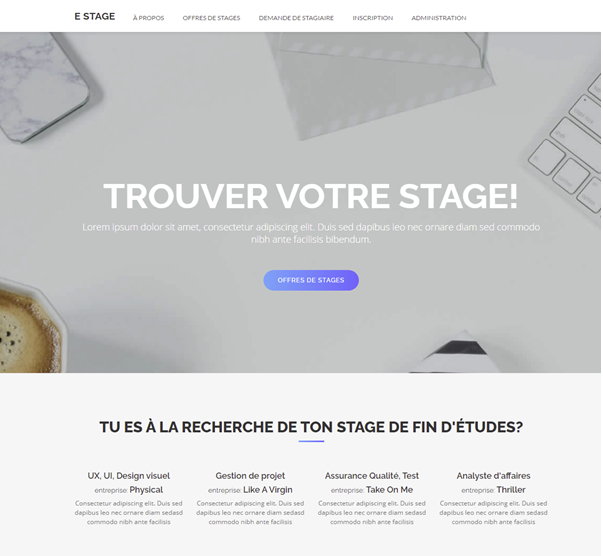 E STAGE À PROPOS OFFRES DE STAGES DEMANDE DE STAGIAIRE INSCRIPTION ADMINISTRATION
TROUVER VOTRE STAGE!
Lorem ipsum dolor sit amet, consectetur adipiscing elit. Duis sed dapibus leo nec ornare diam sed commodo
nibh ante facilisis bibendum.
OFFRES DE STAGES
TU ES À LA RECHERCHE DE TON STAGE DE FIN D'ÉTUDES?
UX, UI, Design visuel
entreprise: Physical
Consectetur adipiscing elit. Duis sed
dapibus leo nec ornare diam sed
commodo nibh ante facilisis
Gestion de projet
entreprise: Like A Virgin
Consectetur adipiscing elit. Duis sed
dapibus leo nec ornare diam sed
commodo nibh ante facilisis
Assurance Qualité, Test
entreprise: Take On Me
Consectetur adipiscing elit. Duis sed
dapibus leo nec ornare diam sed
commodo nibh ante facilisis
Analyste d'affaires
entreprise: Thriller
Consectetur adipiscing elit. Duis sed
dapibus leo nec ornare diam sed
commodo nibh ante facilisis